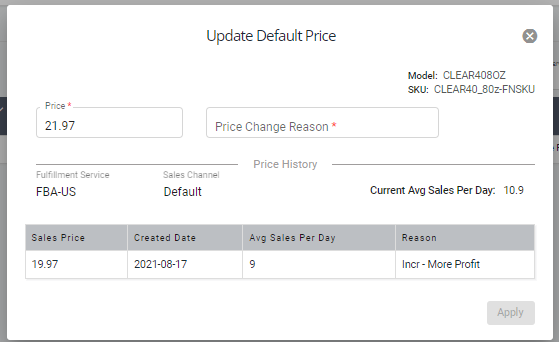 Update Default Price
Model: CLEAR408OZ
SKU: CLEAR40_80z-FNSKU
Price *
21.97
Price Change Reason *
Price History
Fulfillment Service
FBA-US
Sales Channel
Default
Current Avg Sales Per Day: 10.9
Sales Price Created Date Avg Sales Per Day Reason
19.97 2021-08-17 9 Incr - More Profit
Apply